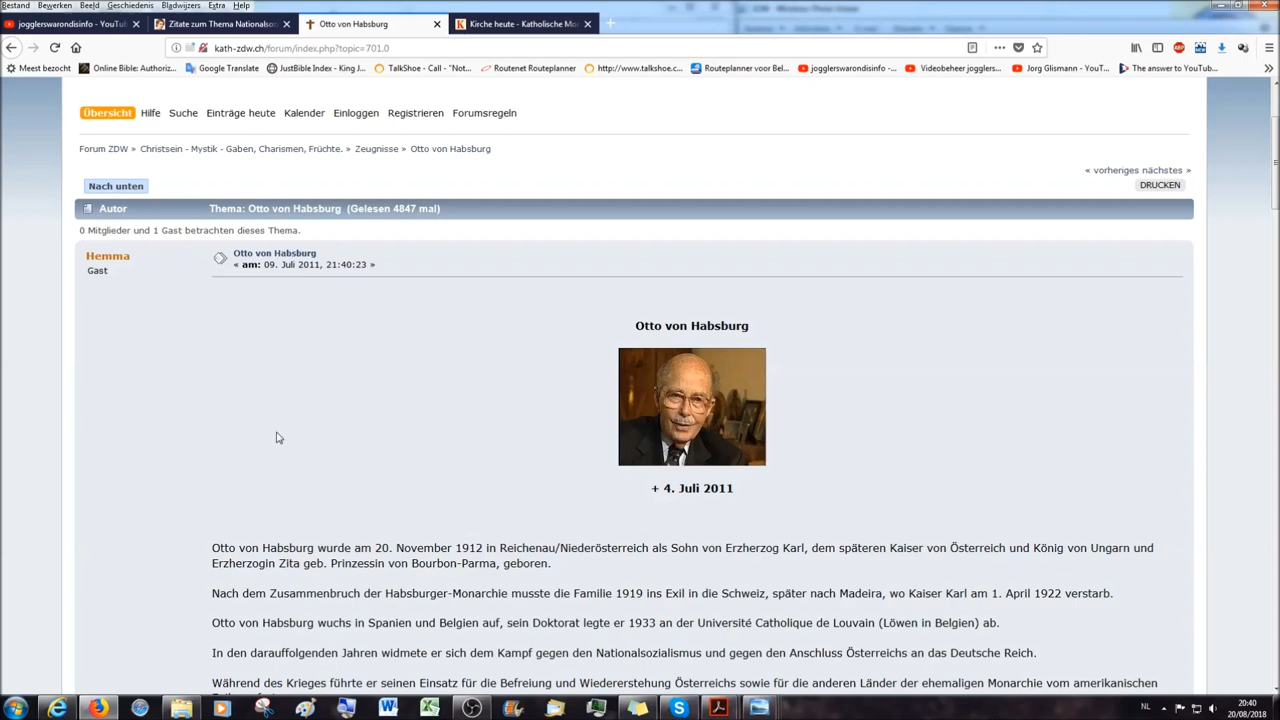 Bestand Bewerken Beeld Geschiedenis Bladwijzers Extra Help
jogglerswarondisinfo - YouTu
Zitate zum Thema Nationalso
Otto von Habsburg
Kirche heute - Katholische Mo
kath-zdw.ch/forum/index.php?topic=701.0
Meest bezocht Online Bible: Authoriz... Google Translate JustBible Index - King J... TalkShoe - Call - "Not... Routenet Routeplanner http://www.talkshoe.c... Routeplanner voor Bel... jogglerswarondisinfo -... Videobeheer jogglers... Jorg Glismann - YouT... The answer to YouTub...
Übersicht Hilfe Suche Einträge heute Kalender Einloggen Registrieren Forumsregeln
Forum ZDW » Christsein - Mystik - Gaben, Charismen, Früchte. » Zeugnisse » Otto von Habsburg
« vorheriges nächstes »
Nach unten
DRUCKEN
Autor Thema: Otto von Habsburg (Gelesen 4847 mal)
0 Mitglieder und 1 Gast betrachten dieses Thema.
Hemma
Gast
Otto von Habsburg
« am: 09. Juli 2011, 21:40:23 »
Otto von Habsburg
+ 4. Juli 2011
Otto von Habsburg wurde am 20. November 1912 in Reichenau/Niederösterreich als Sohn von Erzherzog Karl, dem späteren Kaiser von Österreich und König von Ungarn und
Erzherzogin Zita geb. Prinzessin von Bourbon-Parma, geboren.
Nach dem Zusammenbruch der Habsburger-Monarchie musste die Familie 1919 ins Exil in die Schweiz, später nach Madeira, wo Kaiser Karl am 1. April 1922 verstarb.
Otto von Habsburg wuchs in Spanien und Belgien auf, sein Doktorat legte er 1933 an der Université Catholique de Louvain (Löwen in Belgien) ab.
In den darauffolgenden Jahren widmete er sich dem Kampf gegen den Nationalsozialismus und gegen den Anschluss Österreichs an das Deutsche Reich.
Während des Krieges führte er seinen Einsatz für die Befreiung und Wiedererstehung Österreichs sowie für die anderen Länder der ehemaligen Monarchie vom amerikanischen
NL
20:40
20/08/2018